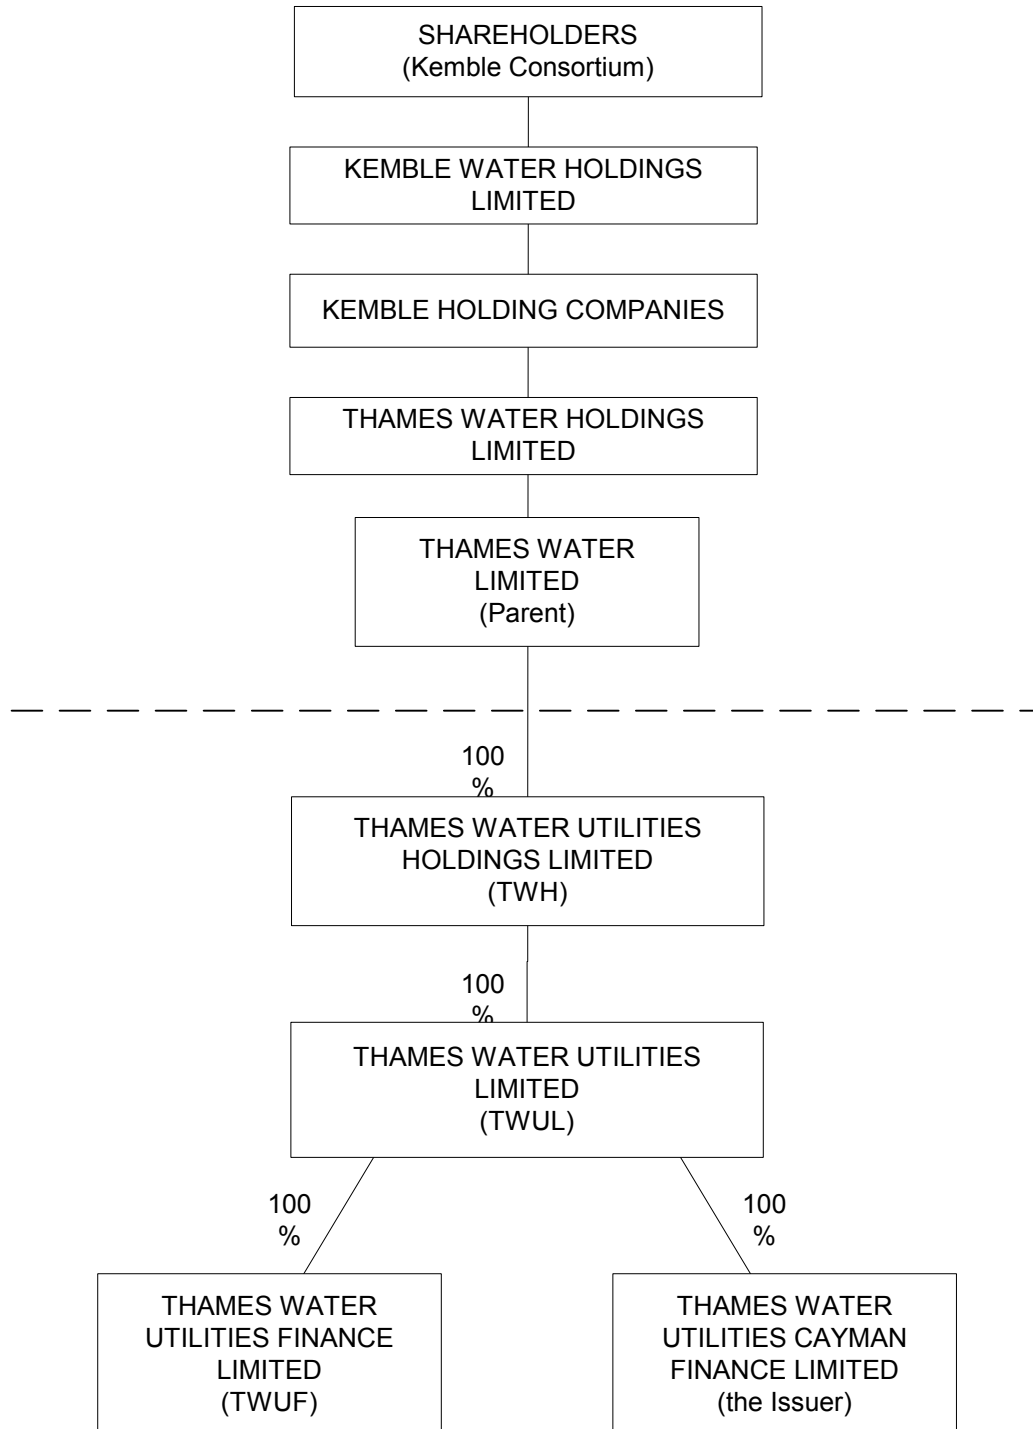 SHAREHOLDERS
(Kemble Consortium)
KEMBLE WATER HOLDINGS
LIMITED
KEMBLE HOLDING COMPANIES
THAMES WATER HOLDINGS
LIMITED
THAMES WATER
LIMITED
(Parent)
100
%
THAMES WATER UTILITIES
HOLDINGS LIMITED
(TWH)
100
%
THAMES WATER UTILITIES
LIMITED
(TWUL)
100
%
100
%
THAMES WATER
UTILITIES FINANCE
LIMITED
(TWUF)
THAMES WATER
UTILITIES CAYMAN
FINANCE LIMITED
(the Issuer)